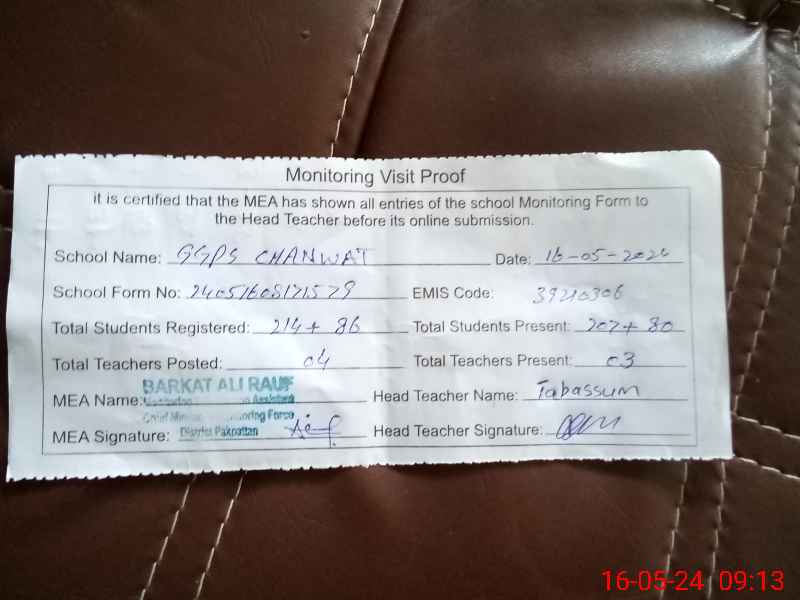 Monitoring Visit Proof
it is certified that the MEA has shown all entries of the school Monitoring Form to
the Head Teacher before its online submission.
School Name: GGPS CHANWAT Date: 16-05-2024
School Form No: 24051608171579 EMIS Code: 39210306
Total Students Registered: 214+ 86 Total Students Present: 207+ 80
Total Teachers Posted: 04 Total Teachers Present: 03
BARKAT ALI RAUF
MEA Name: Assistant Head Teacher Name: Tabassum
Chief Force
MEA Signature: District Pakpattan Head Teacher Signature:
16-05-24 09:13